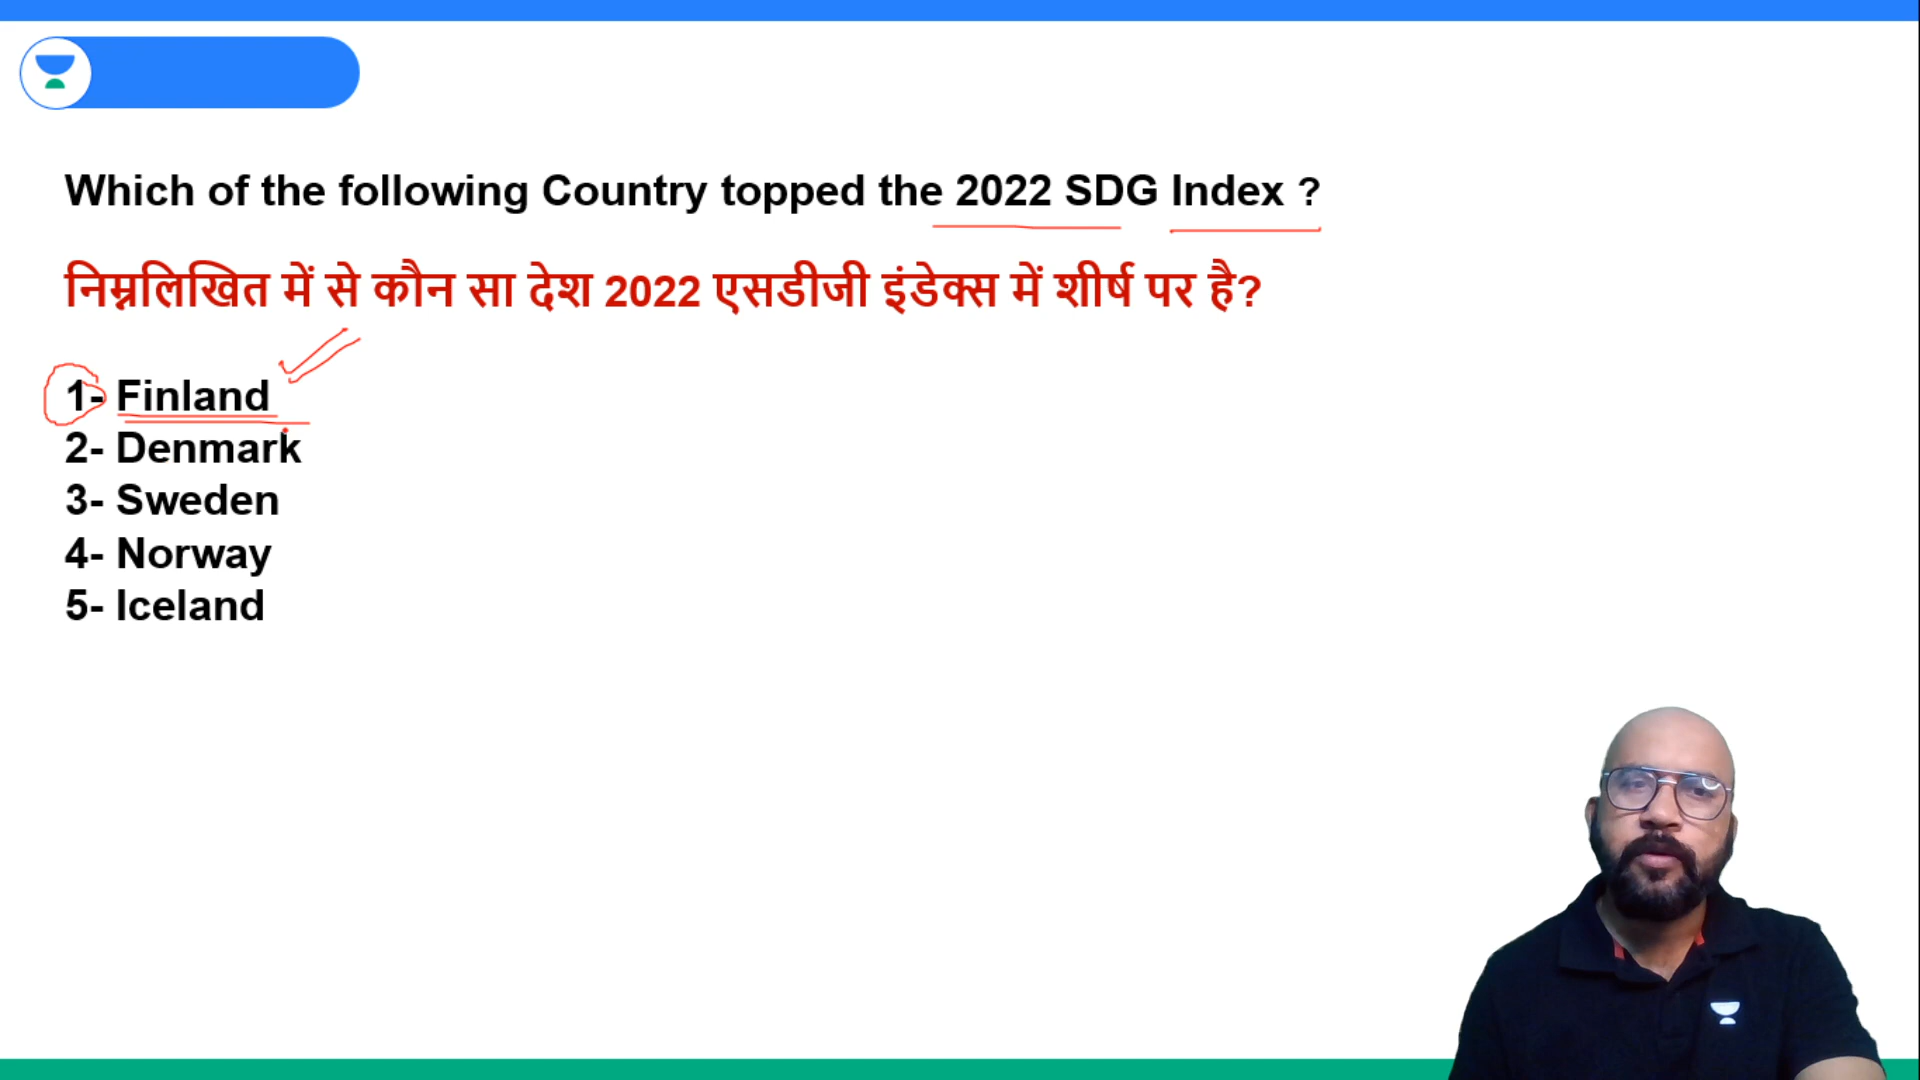 Which of the following Country topped the 2022 SDG Index ?
निम्नलिखित में से कौन सा देश 2022 एसडीजी इंडेक्स में शीर्ष पर है?
1- Finland
2- Denmark
3- Sweden
4- Norway
5- Iceland